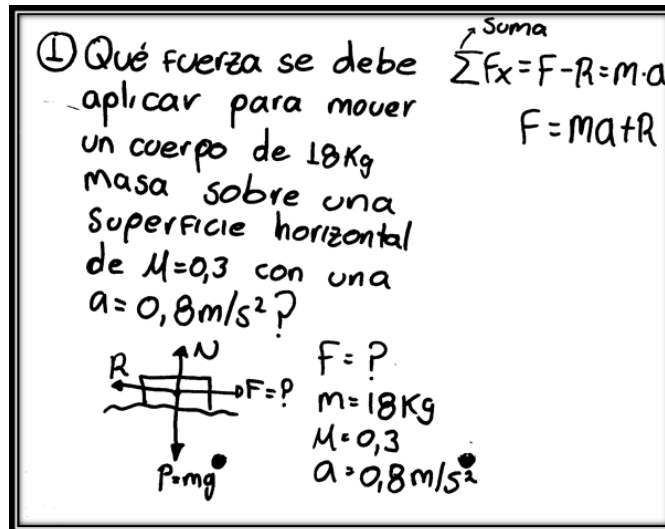 ① Qué fuerza se debe
aplicar para mover
un cuerpo de 18Kg
masa sobre una
superficie horizontal
de μ=0,3 con una
a=0,8m/s²?
Suma
∑Fx=F-R=m·a
F=ma+R
N
R
F=?
P=mg
F=?
m=18Kg
μ=0,3
a=0,8m/s²